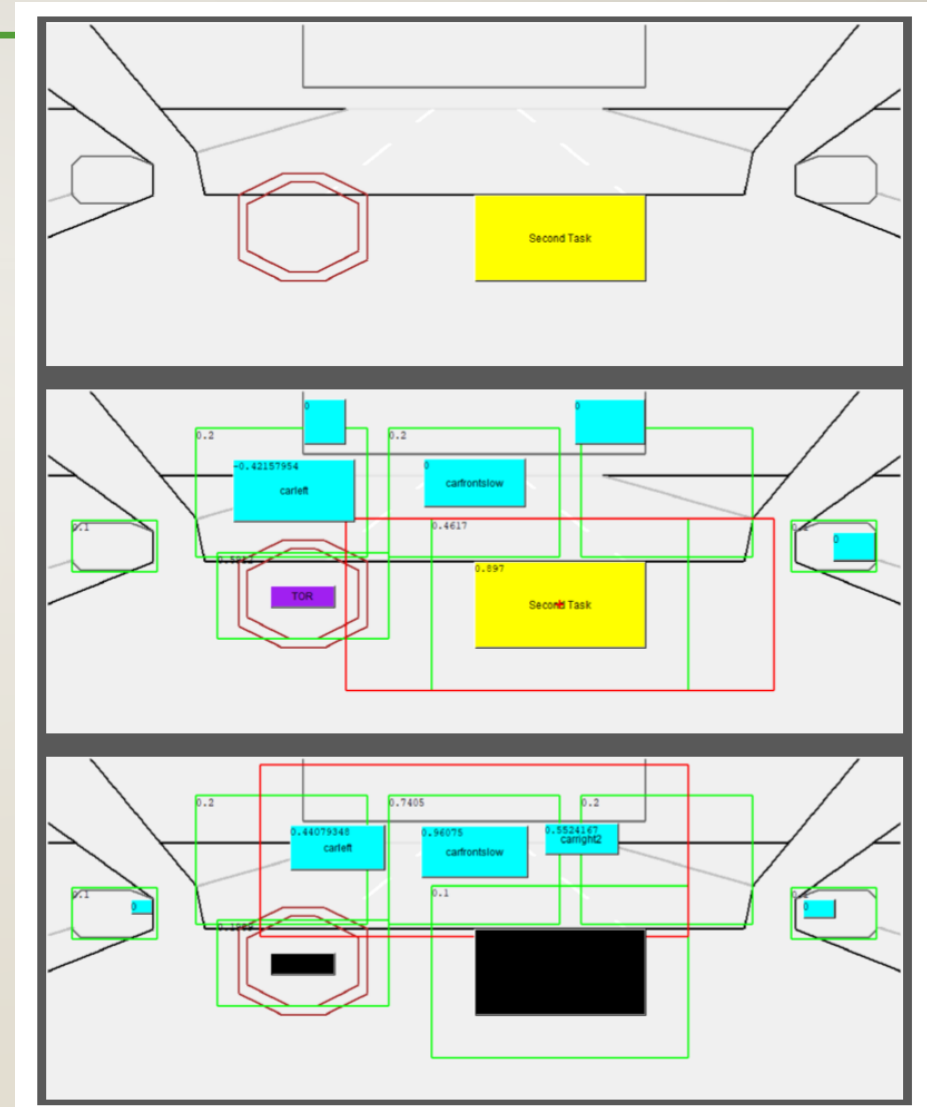 Second Task
0
0
0.2
0.2
-0.42157954
carleft
0
carfrontslow
0.1
0.4617
0
TOR
0.897
Second Task
0.2
0.7405
0.2
0.44079348
carleft
0.96075
carfrontslow
0.5524167
carright2
0.1
0.1
0
0